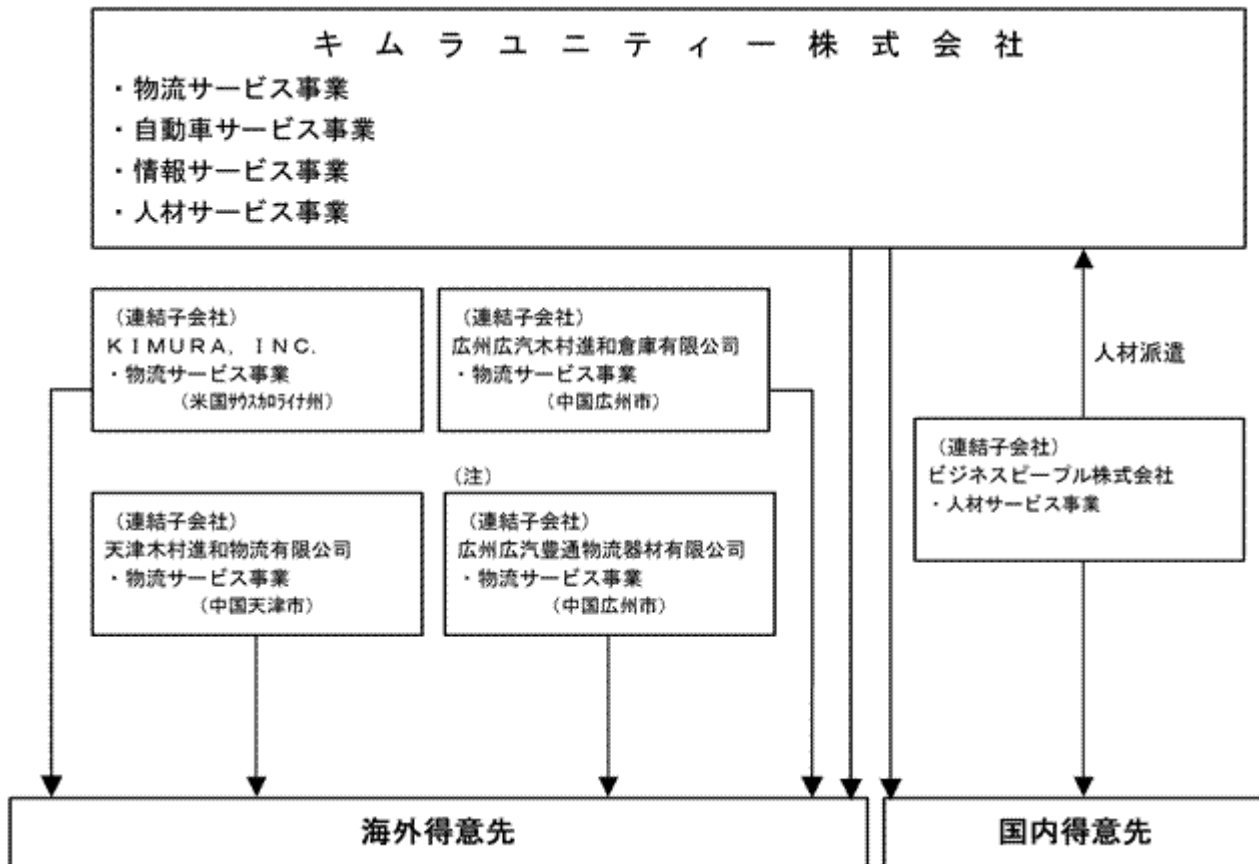 キムラユニティー株式会社
・物流サービス事業
・自動車サービス事業
・情報サービス事業
・人材サービス事業
（連結子会社）
ＫＩＭＵＲＡ，ＩＮＣ．
・物流サービス事業
（米国ｻｳｽｶﾛﾗｲﾅ州）
（連結子会社）
広州広汽木村進和倉庫有限公司
・物流サービス事業
（中国広州市）
人材派遣
（連結子会社）
ビジネスピープル株式会社
・人材サービス事業
（連結子会社）
天津木村進和物流有限公司
・物流サービス事業
（中国天津市）
（注）
（連結子会社）
広州広汽豊通物流器材有限公司
・物流サービス事業
（中国広州市）
海外得意先
国内得意先